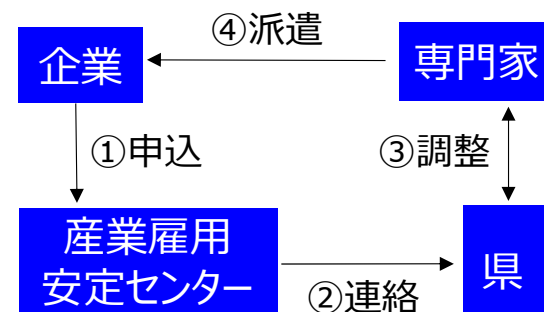 ④派遣
企業
専門家
①申込
③調整
産業雇用
安定センター
県
②連絡